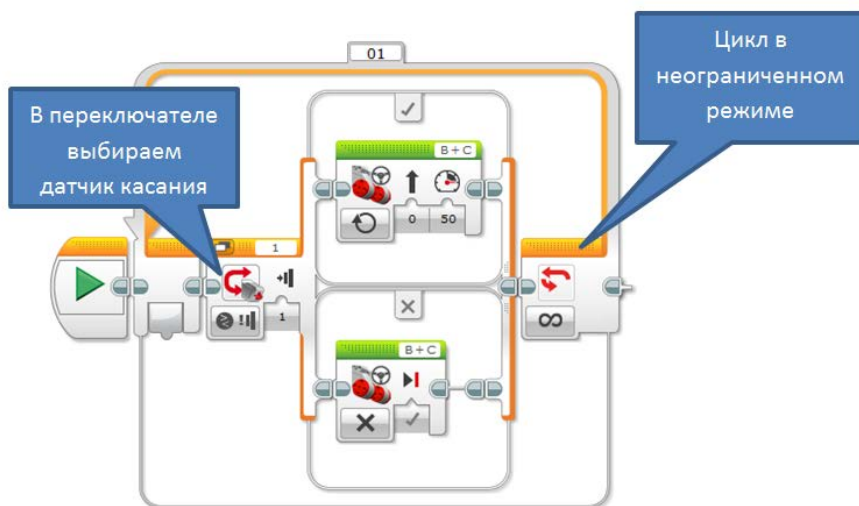 01
Цикл в
неограниченном
режиме
В переключателе
выбираем
датчик касания
B + C
0 50
1
1
B + C